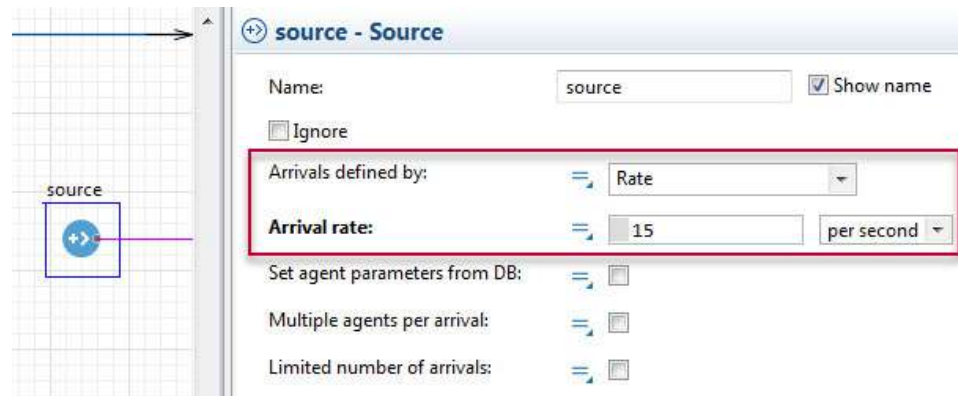 source - Source
Name: source Show name
Ignore
Arrivals defined by: Rate
source
Arrival rate: 15 per second
Set agent parameters from DB:
Multiple agents per arrival:
Limited number of arrivals: